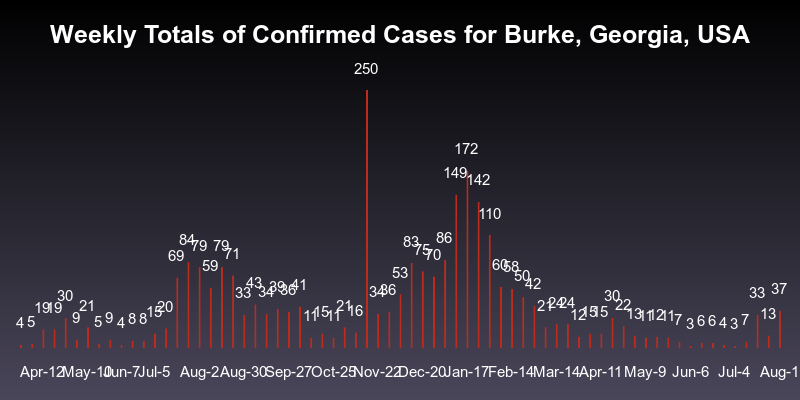 Weekly Totals of Confirmed Cases for Burke, Georgia, USA
4 5 19 19 30 9 21 5 9 4 8 8 15 20 69 84 79 59 79 71 33 43 34 39 36 41 11 15 11 21 16 250 34 36 53 83 75 70 86 149 172 142 110 60 58 50 42 21 24 24 12 15 15 30 22 13 11 12 11 7 3 6 6 4 3 7 33 13 37
Apr-12 May-10 Jun-7 Jul-5 Aug-2 Aug-30 Sep-27 Oct-25 Nov-22 Dec-20 Jan-17 Feb-14 Mar-14 Apr-11 May-9 Jun-6 Jul-4 Aug-1